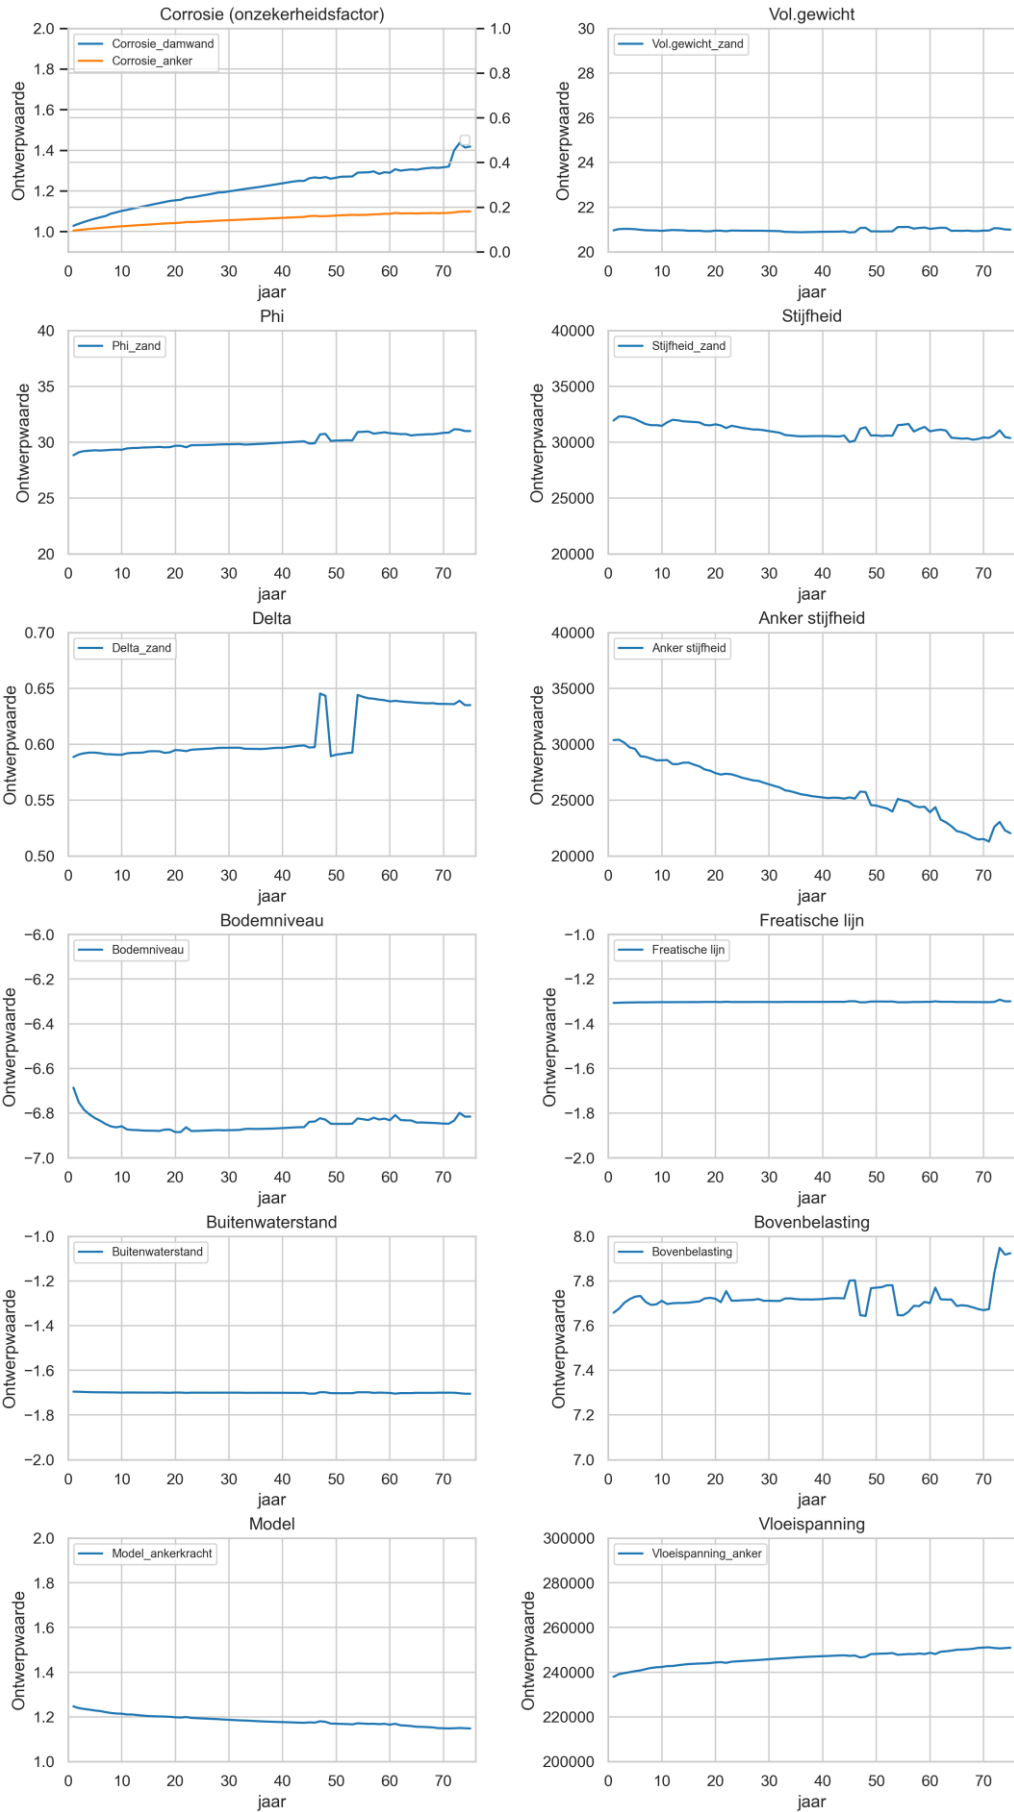 Corrosie (onzekerheidsfactor)
Corrosie_damwand
Corrosie_anker
Ontwerpwaarde
2.0
1.8
1.6
1.4
1.2
1.0
1.0
0.8
0.6
0.4
0.2
0.0
0 10 20 30 40 50 60 70
jaar
Vol.gewicht
Vol.gewicht_zand
Ontwerpwaarde
30
28
26
24
22
20
0 10 20 30 40 50 60 70
jaar
Phi
Phi_zand
Ontwerpwaarde
40
35
30
25
20
0 10 20 30 40 50 60 70
jaar
Stijfheid
Stijfheid_zand
Ontwerpwaarde
40000
35000
30000
25000
20000
0 10 20 30 40 50 60 70
jaar
Delta
Delta_zand
Ontwerpwaarde
0.70
0.65
0.60
0.55
0.50
0 10 20 30 40 50 60 70
jaar
Anker stijfheid
Anker stijfheid
Ontwerpwaarde
40000
35000
30000
25000
20000
0 10 20 30 40 50 60 70
jaar
Bodemniveau
Bodemniveau
Ontwerpwaarde
−6.0
−6.2
−6.4
−6.6
−6.8
−7.0
0 10 20 30 40 50 60 70
jaar
Freatische lijn
Freatische lijn
Ontwerpwaarde
−1.0
−1.2
−1.4
−1.6
−1.8
−2.0
0 10 20 30 40 50 60 70
jaar
Buitenwaterstand
Buitenwaterstand
Ontwerpwaarde
−1.0
−1.2
−1.4
−1.6
−1.8
−2.0
0 10 20 30 40 50 60 70
jaar
Bovenbelasting
Bovenbelasting
Ontwerpwaarde
8.0
7.8
7.6
7.4
7.2
7.0
0 10 20 30 40 50 60 70
jaar
Model
Model_ankerkracht
Ontwerpwaarde
2.0
1.8
1.6
1.4
1.2
1.0
0 10 20 30 40 50 60 70
jaar
Vloeispanning
Vloeispanning_anker
Ontwerpwaarde
300000
280000
260000
240000
220000
200000
0 10 20 30 40 50 60 70
jaar